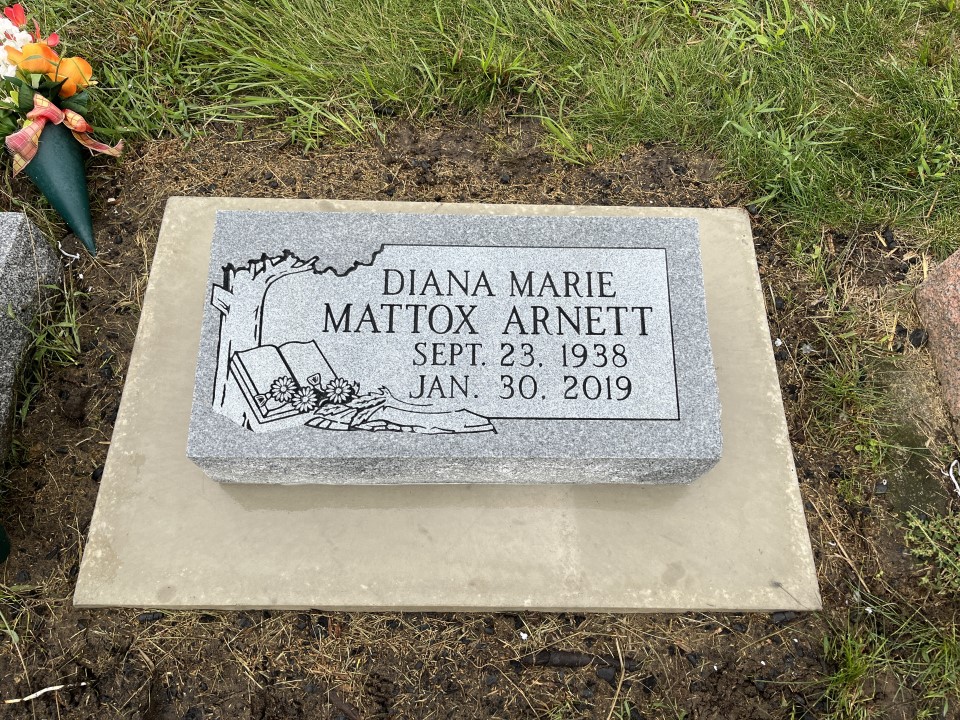 DIANA MARIE
MATTOX ARNETT
SEPT. 23, 1938
JAN. 30, 2019